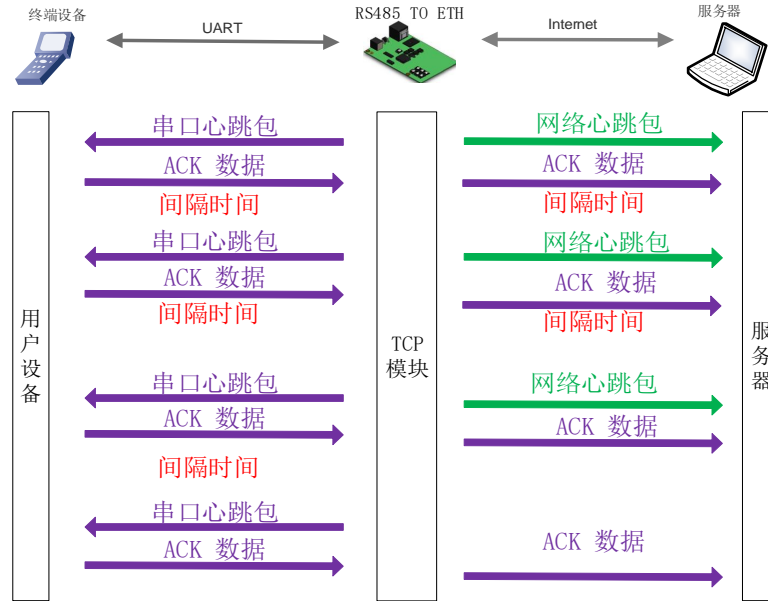 终端设备
UART
RS485 TO ETH
Internet
服务器
串口心跳包
网络心跳包
ACK 数据
ACK 数据
间隔时间
间隔时间
串口心跳包
网络心跳包
ACK 数据
ACK 数据
间隔时间
间隔时间
用户设备
TCP
模块
服务器
串口心跳包
网络心跳包
ACK 数据
ACK 数据
间隔时间
串口心跳包
ACK 数据
ACK 数据